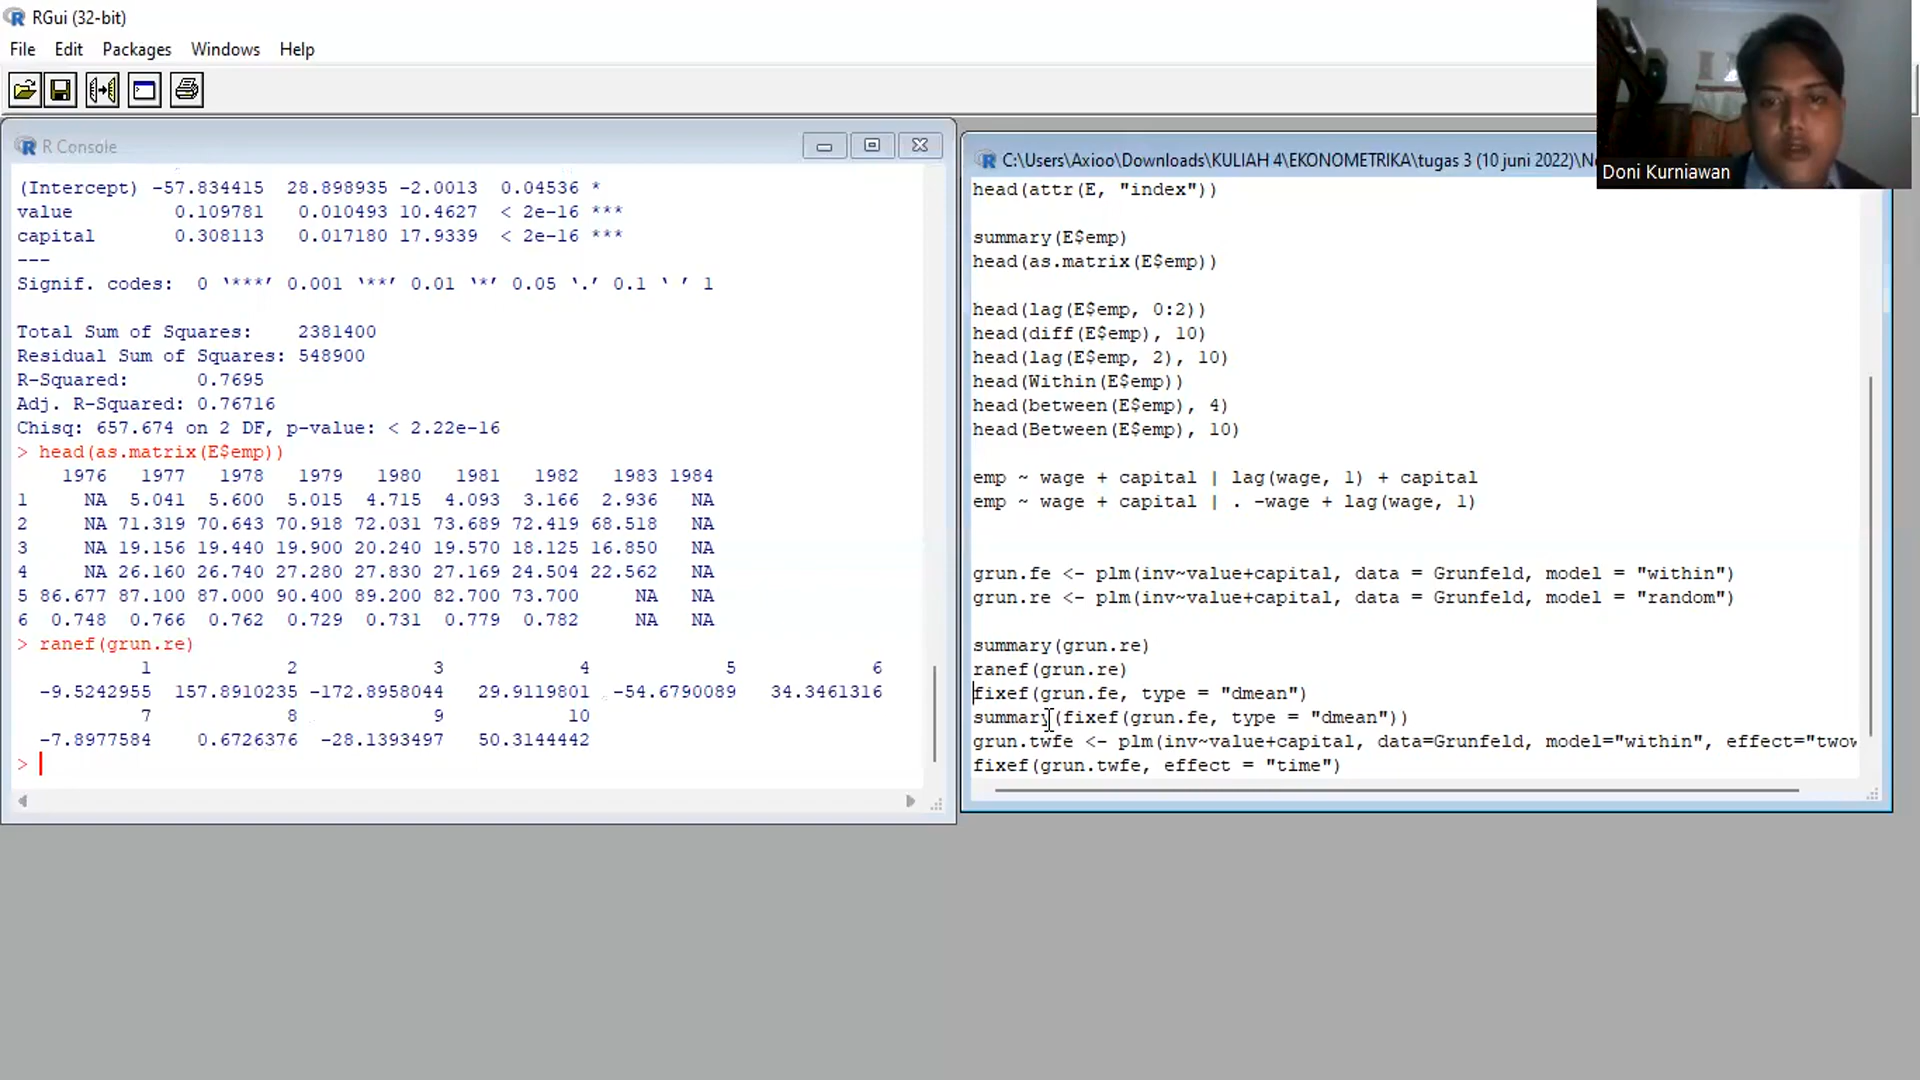 RGui (32-bit)
File Edit Packages Windows Help
R Console
(Intercept) -57.834415 28.898935 -2.0013 0.04536 *
value 0.109781 0.010493 10.4627 < 2e-16 ***
capital 0.308113 0.017180 17.9339 < 2e-16 ***
---
Signif. codes: 0 ‘***’ 0.001 ‘**’ 0.01 ‘*’ 0.05 ‘.’ 0.1 ‘ ’ 1
Total Sum of Squares: 2381400
Residual Sum of Squares: 548900
R-Squared: 0.7695
Adj. R-Squared: 0.76716
Chisq: 657.674 on 2 DF, p-value: < 2.22e-16
> head(as.matrix(E$emp))
1976 1977 1978 1979 1980 1981 1982 1983 1984
1 NA 5.041 5.600 5.015 4.715 4.093 3.166 2.936 NA
2 NA 71.319 70.643 70.918 72.031 73.689 72.419 68.518 NA
3 NA 19.156 19.440 19.900 20.240 19.570 18.125 16.850 NA
4 NA 26.160 26.740 27.280 27.830 27.169 24.504 22.562 NA
5 86.677 87.100 87.000 90.400 89.200 82.700 73.700 NA NA
6 0.748 0.766 0.762 0.729 0.731 0.779 0.782 NA NA
> ranef(grun.re)
1 2 3 4 5 6
-9.5242955 157.8910235 -172.8958044 29.9119801 -54.6790089 34.3461316
7 8 9 10
-7.8977584 0.6726376 -28.1393497 50.3144442
>
C:\Users\Axioo\Downloads\KULIAH 4\EKONOMETRIKA\tugas 3 (10 juni 2022)\N
head(attr(E, "index"))
summary(E$emp)
head(as.matrix(E$emp))
head(lag(E$emp, 0:2))
head(diff(E$emp), 10)
head(lag(E$emp, 2), 10)
head(Within(E$emp))
head(between(E$emp), 4)
head(Between(E$emp), 10)
emp ~ wage + capital | lag(wage, 1) + capital
emp ~ wage + capital | . -wage + lag(wage, 1)
grun.fe <- plm(inv~value+capital, data = Grunfeld, model = "within")
grun.re <- plm(inv~value+capital, data = Grunfeld, model = "random")
summary(grun.re)
ranef(grun.re)
fixef(grun.fe, type = "dmean")
summary(fixef(grun.fe, type = "dmean"))
grun.twfe <- plm(inv~value+capital, data=Grunfeld, model="within", effect="twow
fixef(grun.twfe, effect = "time")
Doni Kurniawan